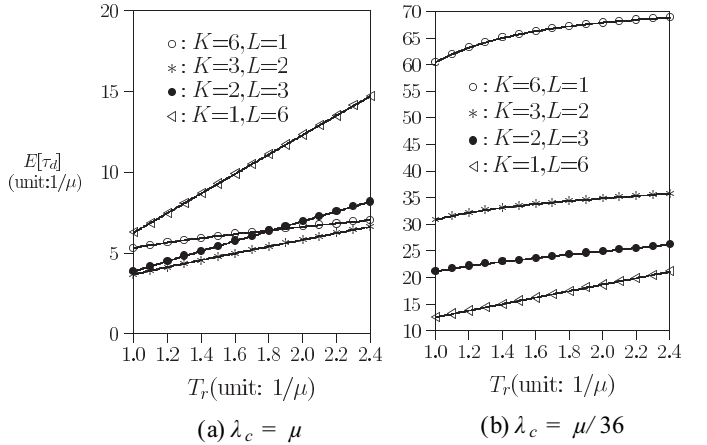 20
15
10
5
0
E[τd]
(unit:1/μ)
○: K=6,L=1
∗: K=3,L=2
●: K=2,L=3
◁: K=1,L=6
1.0 1.2 1.4 1.6 1.8 2.0 2.2 2.4
Tr(unit: 1/μ)
(a) λc = μ
70
65
60
55
50
45
40
35
30
25
20
15
10
○: K=6,L=1
∗: K=3,L=2
●: K=2,L=3
◁: K=1,L=6
1.0 1.2 1.4 1.6 1.8 2.0 2.2 2.4
Tr(unit: 1/μ)
(b) λc = μ/36